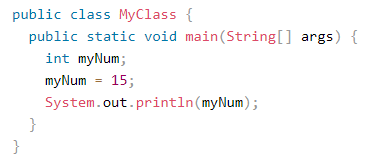 public class MyClass {
  public static void main(String[] args) {
    int myNum;
    myNum = 15;
    System.out.println(myNum);
  }
}